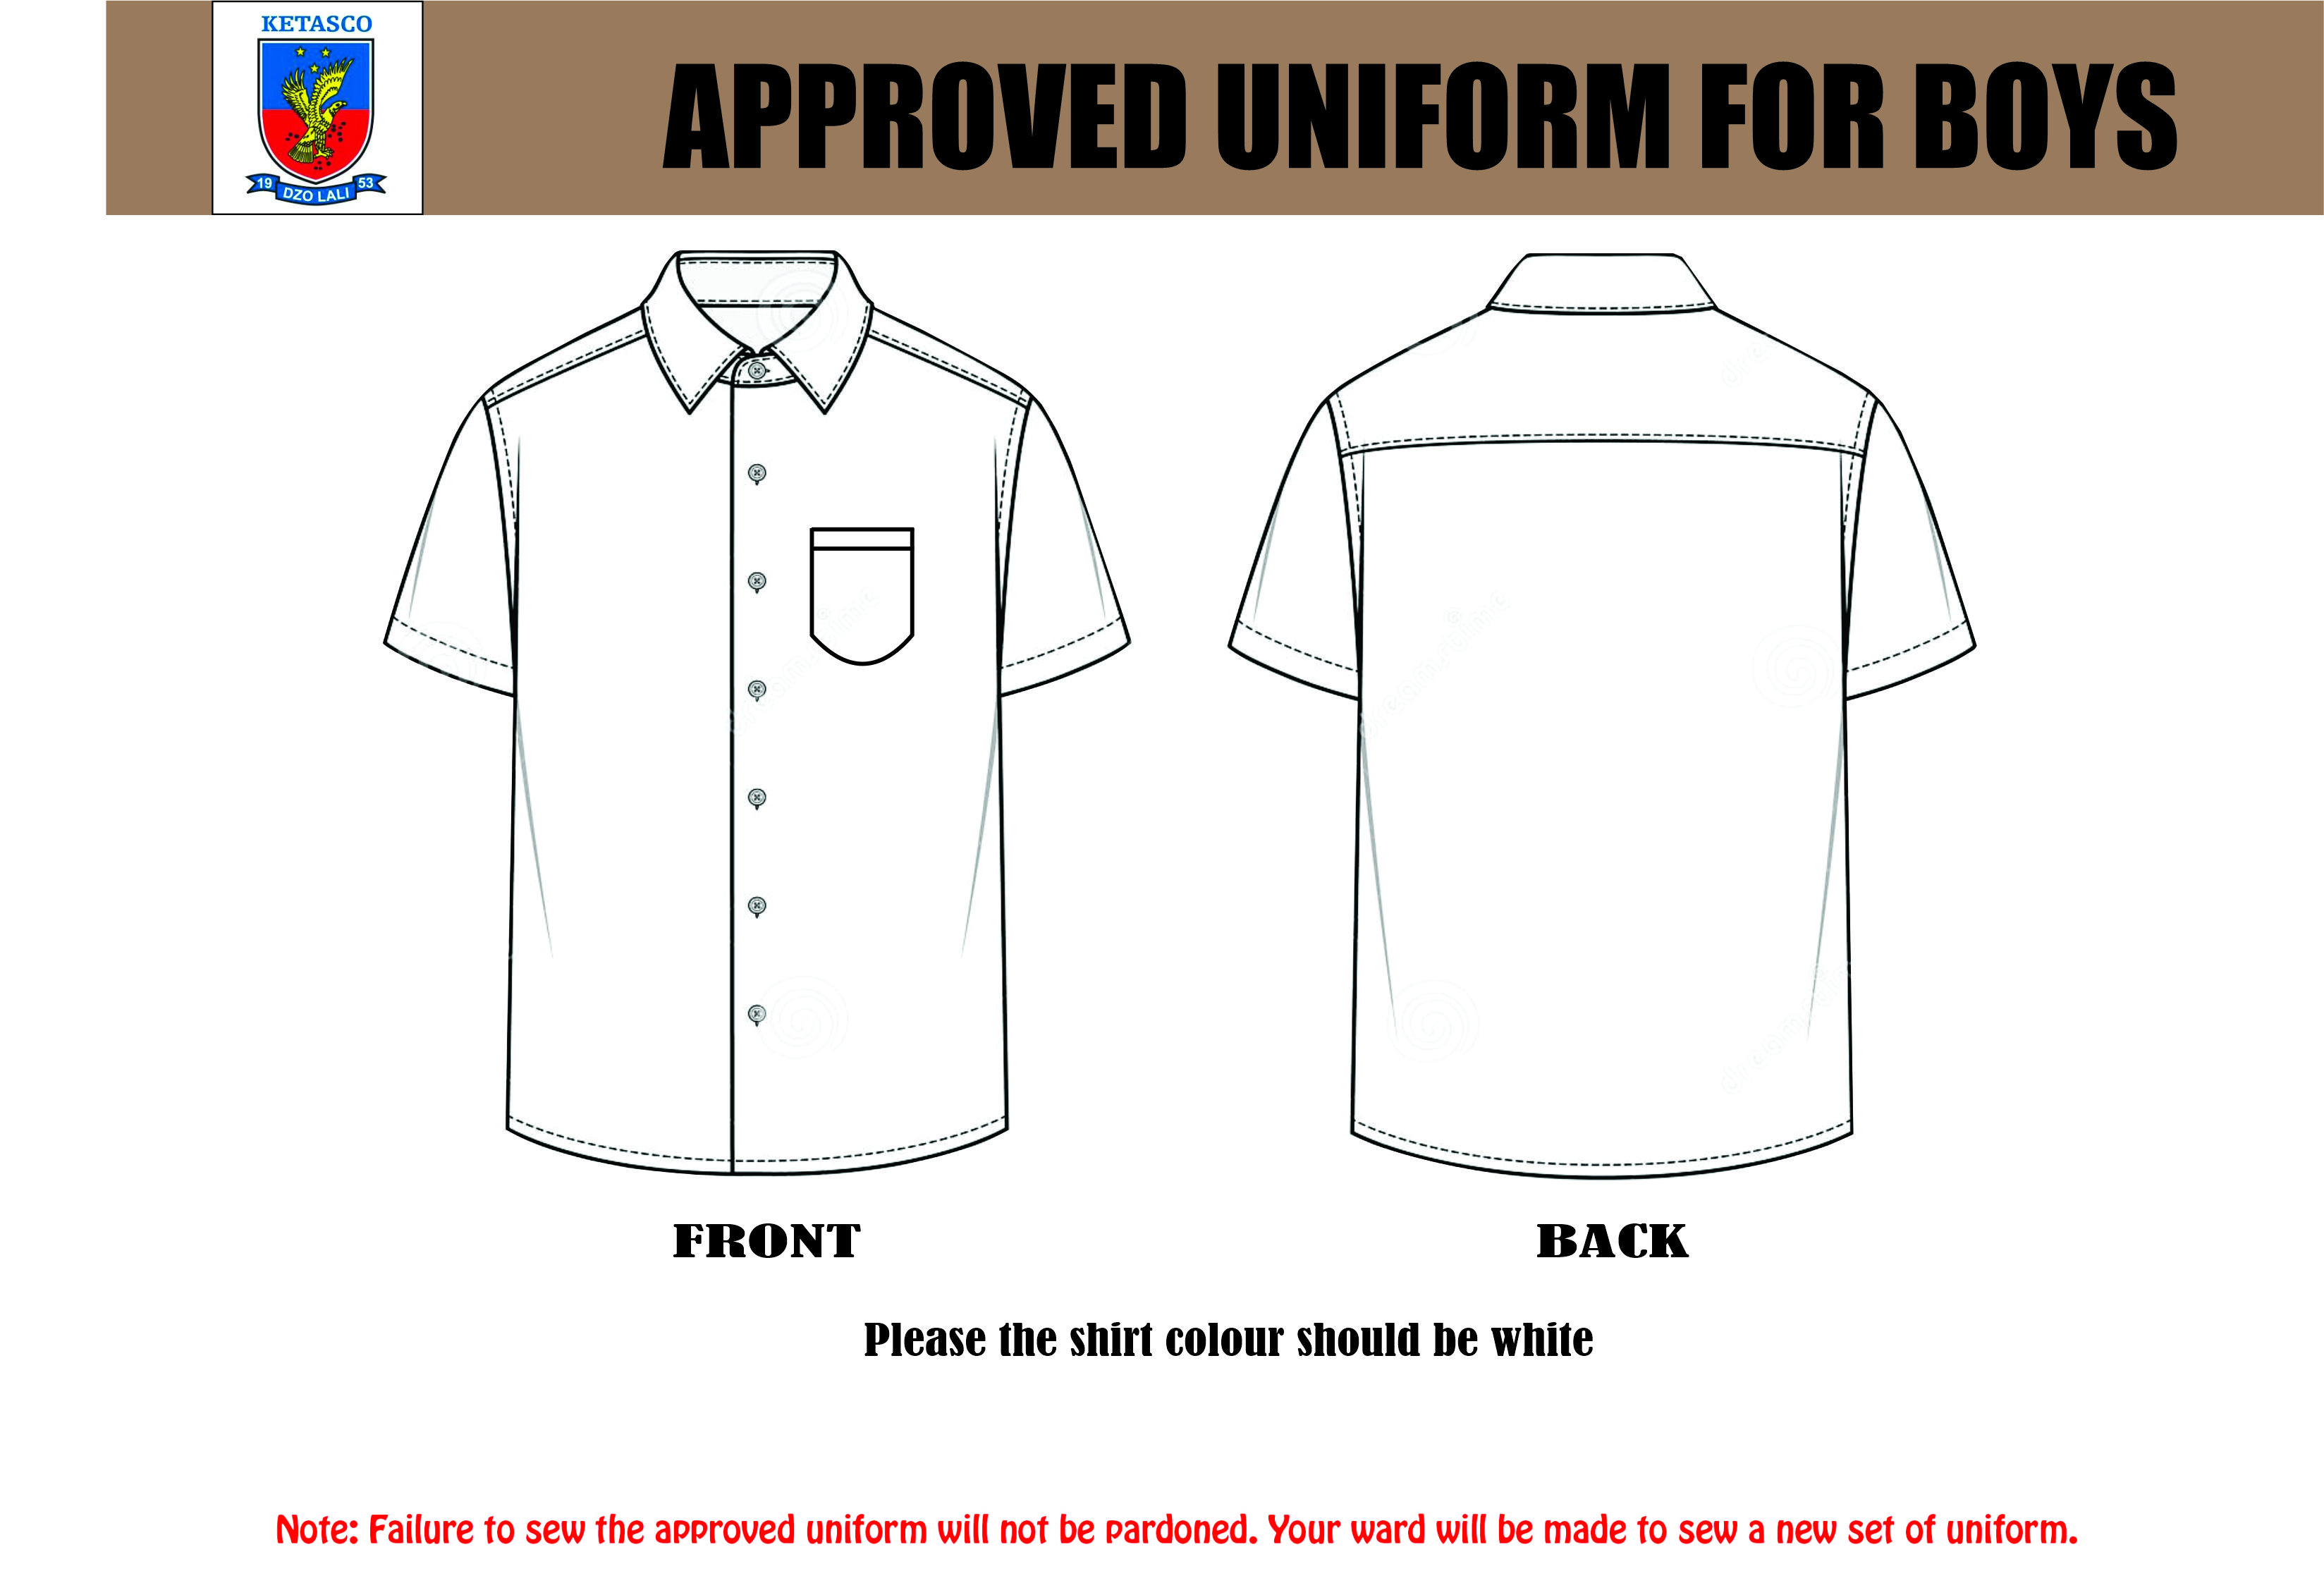 KETASCO
19 53
DZO LALI
APPROVED UNIFORM FOR BOYS
FRONT
BACK
Please the shirt colour should be white
Note: Failure to sew the approved uniform will not be pardoned. Your ward will be made to sew a new set of uniform.